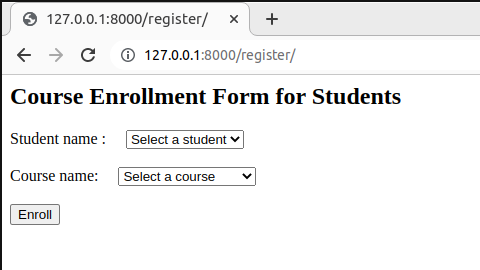 127.0.0.1:8000/register/
127.0.0.1:8000/register/
Course Enrollment Form for Students
Student name : Select a student
Course name: Select a course
Enroll